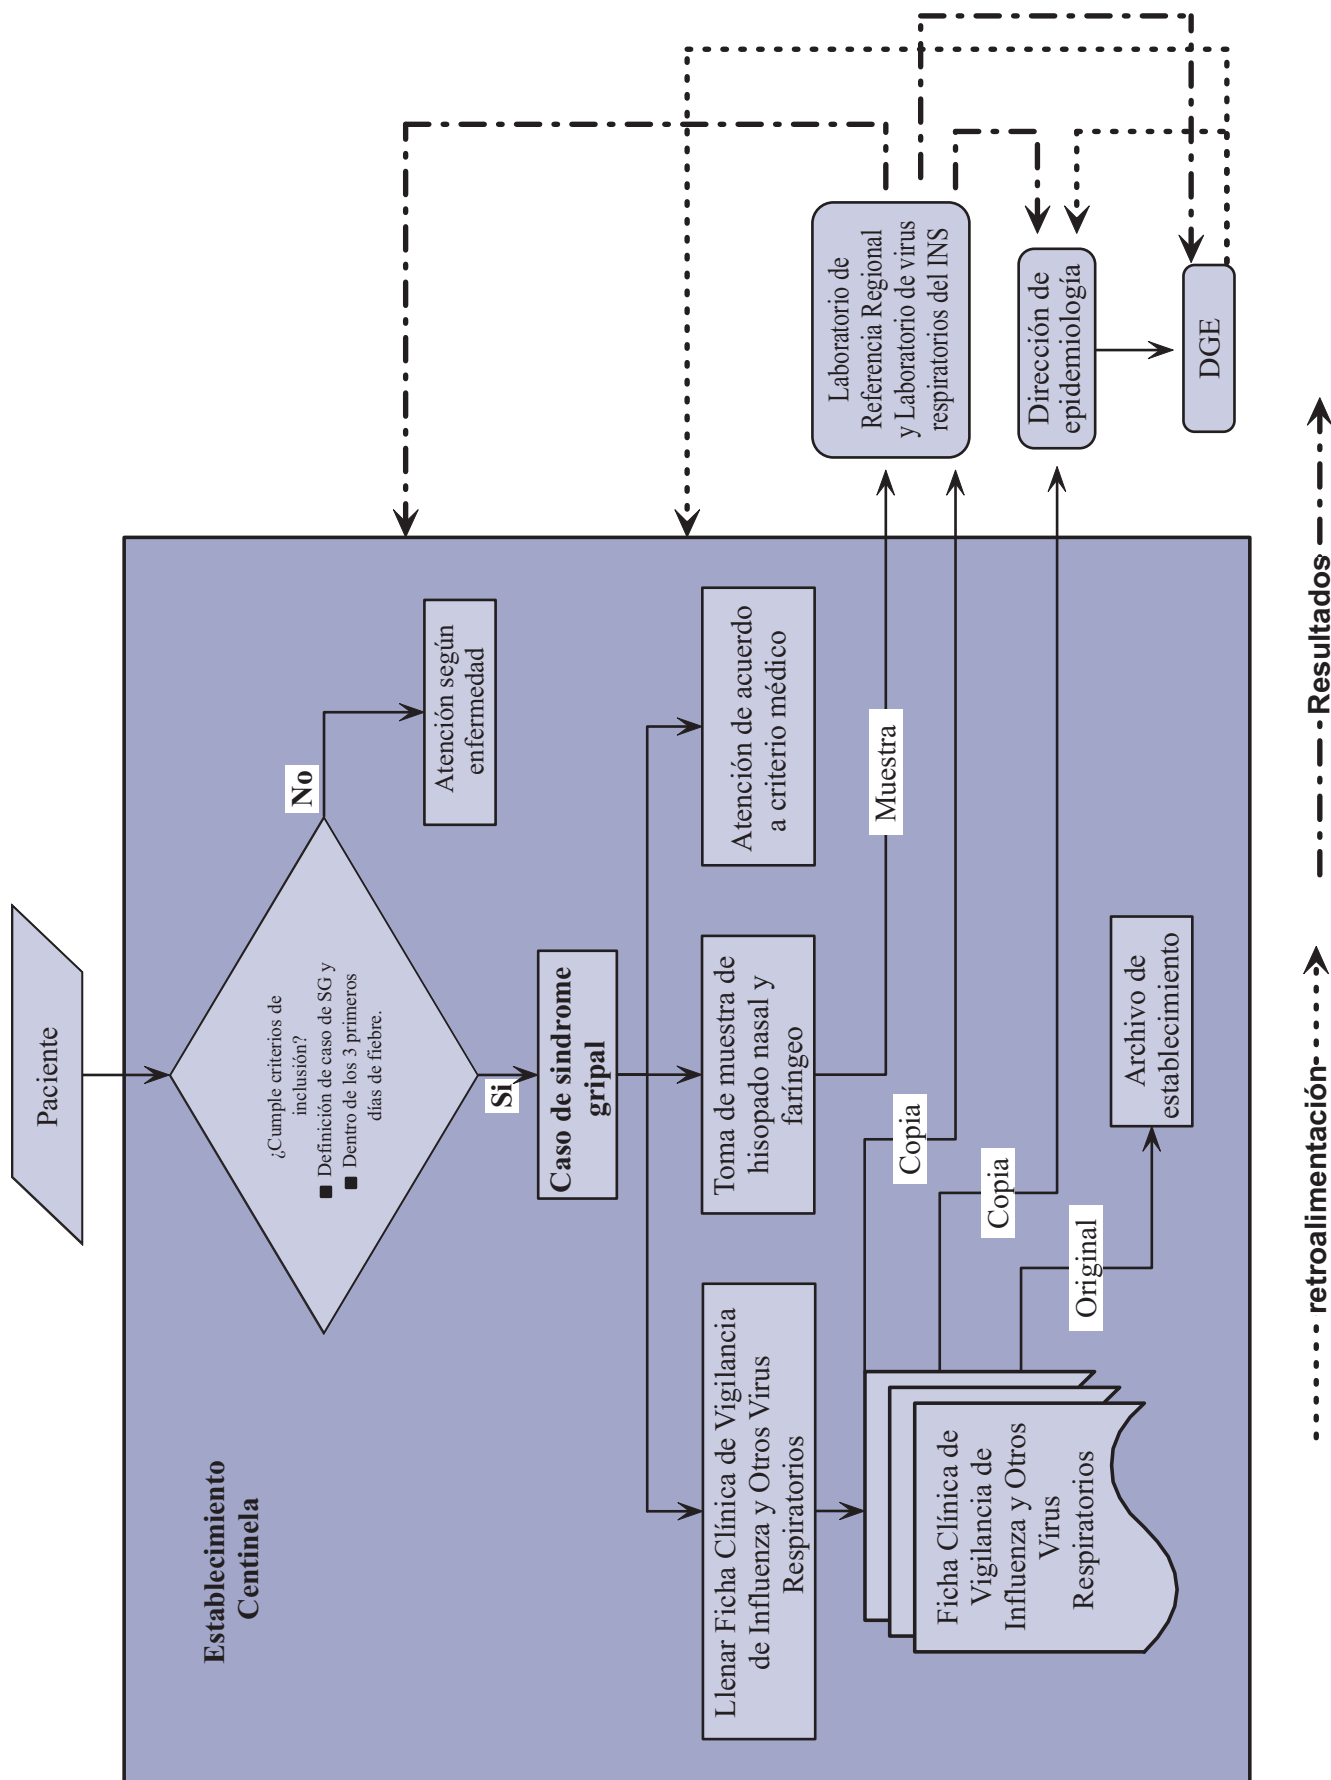 Paciente
Establecimiento
Centinela
¿Cumple criterios de
inclusión?
■ Definición de caso de SG y
■ Dentro de los 3 primeros
días de fiebre.
No
Atención según
enfermedad
Si
Caso de sindrome
gripal
Llenar Ficha Clínica de Vigilancia
de Influenza y Otros Virus
Respiratorios
Toma de muestra de
hisopado nasal y
faríngeo
Atención de acuerdo
a criterio médico
Ficha Clínica de
Vigilancia de
Influenza y Otros
Virus
Respiratorios
Copia
Copia
Original
Muestra
Archivo de
establecimiento
Laboratorio de
Referencia Regional
y Laboratorio de virus
respiratorios del INS
Dirección de
epidemiología
DGE
retroalimentación
Resultados